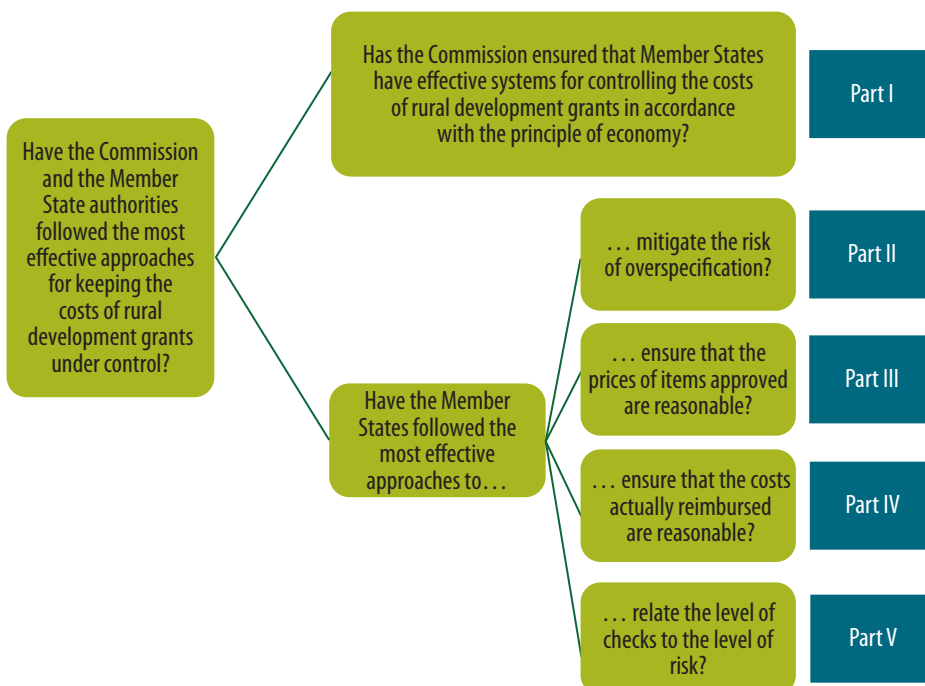 Have the Commission
and the Member
State authorities
followed the most
effective approaches
for keeping the
costs of rural
development grants
under control?
Has the Commission ensured that Member States
have effective systems for controlling the costs
of rural development grants in accordance
with the principle of economy?
Part I
Have the Member
States followed the
most effective
approaches to…
… mitigate the risk
of overspecification?
Part II
… ensure that the
prices of items approved
are reasonable?
Part III
… ensure that the costs
actually reimbursed
are reasonable?
Part IV
… relate the level of
checks to the level of
risk?
Part V